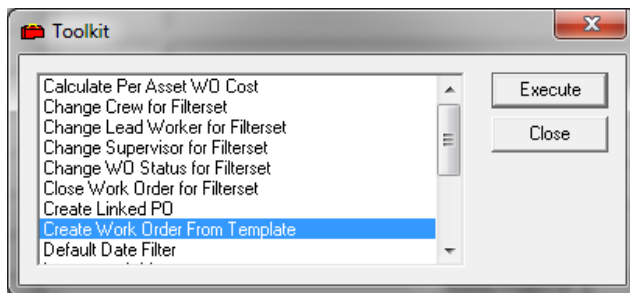 Toolkit
Calculate Per Asset WO Cost
Change Crew for Filterset
Change Lead Worker for Filterset
Change Supervisor for Filterset
Change WO Status for Filterset
Close Work Order for Filterset
Create Linked PO
Create Work Order From Template
Default Date Filter
Execute
Close